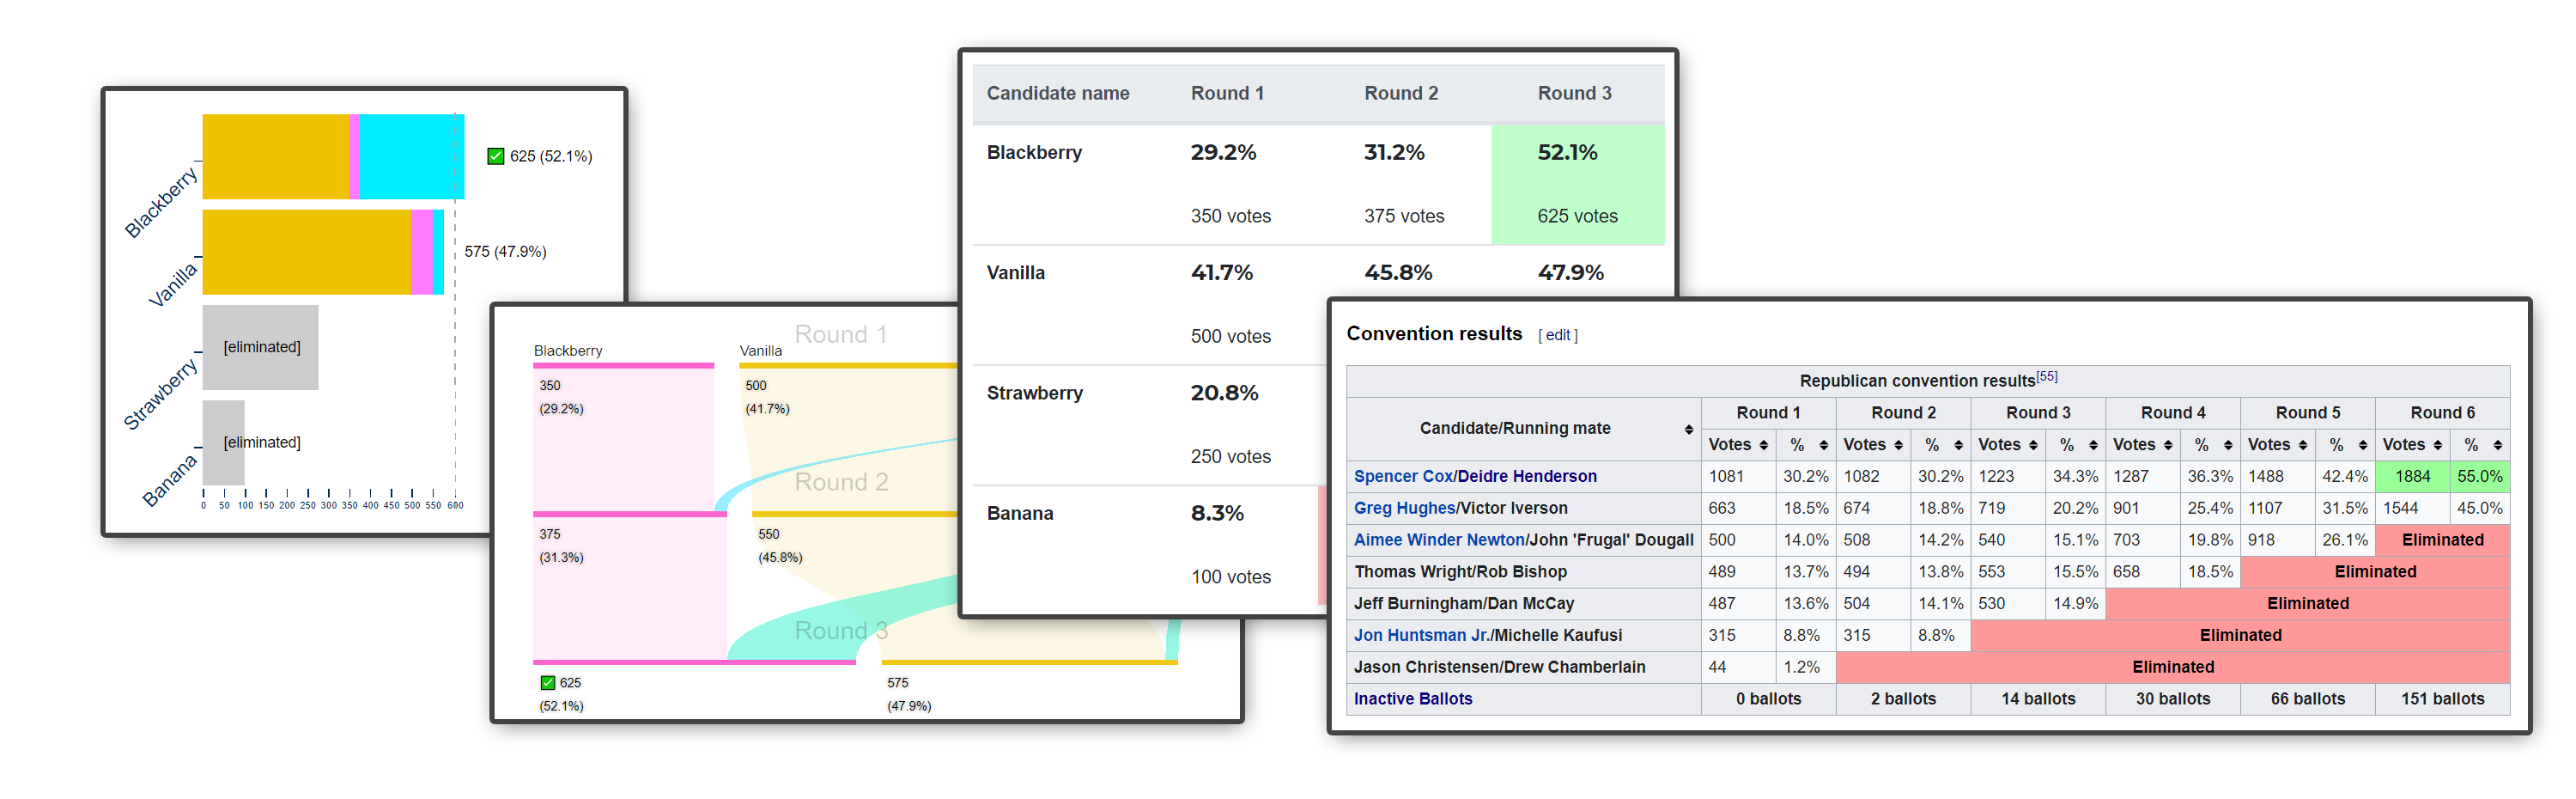 Blackberry
✅ 625 (52.1%)
Vanilla
575 (47.9%)
Strawberry
[eliminated]
Banana
[eliminated]
0 50 100 150 200 250 300 350 400 450 500 550 600
Round 1
Blackberry Vanilla
350 500
(29.2%) (41.7%)
Round 2
375 550
(31.3%) (45.8%)
Round 3
✅ 625 575
(52.1%) (47.9%)
Candidate name Round 1 Round 2 Round 3
Blackberry 29.2% 31.2% 52.1%
350 votes 375 votes 625 votes
Vanilla 41.7% 45.8% 47.9%
500 votes
Strawberry 20.8%
250 votes
Banana 8.3%
100 votes
Convention results [ edit ]
Republican convention results[55]
Candidate/Running mate Round 1 Round 2 Round 3 Round 4 Round 5 Round 6
Votes % Votes % Votes % Votes % Votes % Votes %
Spencer Cox/Deidre Henderson 1081 30.2% 1082 30.2% 1223 34.3% 1287 36.3% 1488 42.4% 1884 55.0%
Greg Hughes/Victor Iverson 663 18.5% 674 18.8% 719 20.2% 901 25.4% 1107 31.5% 1544 45.0%
Aimee Winder Newton/John 'Frugal' Dougall 500 14.0% 508 14.2% 540 15.1% 703 19.8% 918 26.1% Eliminated
Thomas Wright/Rob Bishop 489 13.7% 494 13.8% 553 15.5% 658 18.5% Eliminated
Jeff Burningham/Dan McCay 487 13.6% 504 14.1% 530 14.9% Eliminated
Jon Huntsman Jr./Michelle Kaufusi 315 8.8% 315 8.8% Eliminated
Jason Christensen/Drew Chamberlain 44 1.2% Eliminated
Inactive Ballots 0 ballots 2 ballots 14 ballots 30 ballots 66 ballots 151 ballots